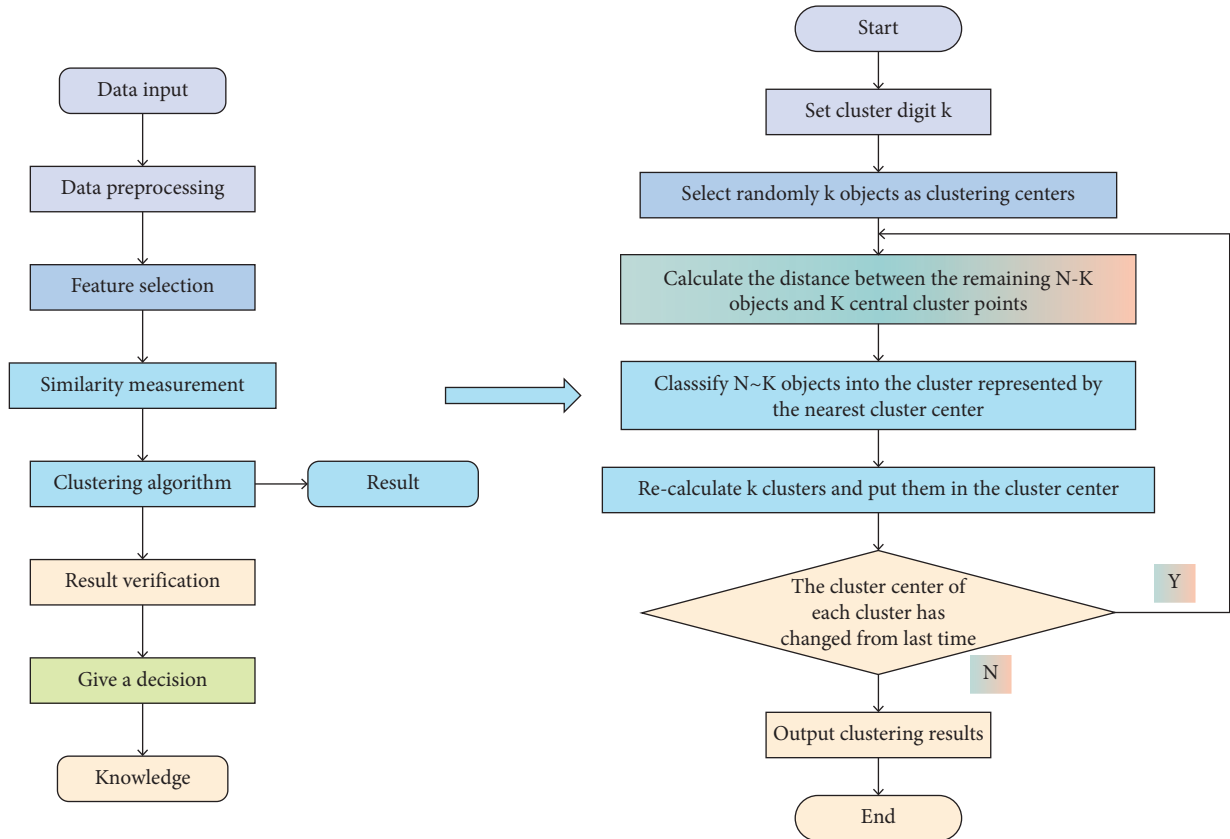 Data input
Data preprocessing
Feature selection
Similarity measurement
Clustering algorithm
Result
Result verification
Give a decision
Knowledge
Start
Set cluster digit k
Select randomly k objects as clustering centers
Calculate the distance between the remaining N-K
objects and K central cluster points
Classsify N~K objects into the cluster represented by
the nearest cluster center
Re-calculate k clusters and put them in the cluster center
The cluster center of
each cluster has
changed from last time
Y
N
Output clustering results
End